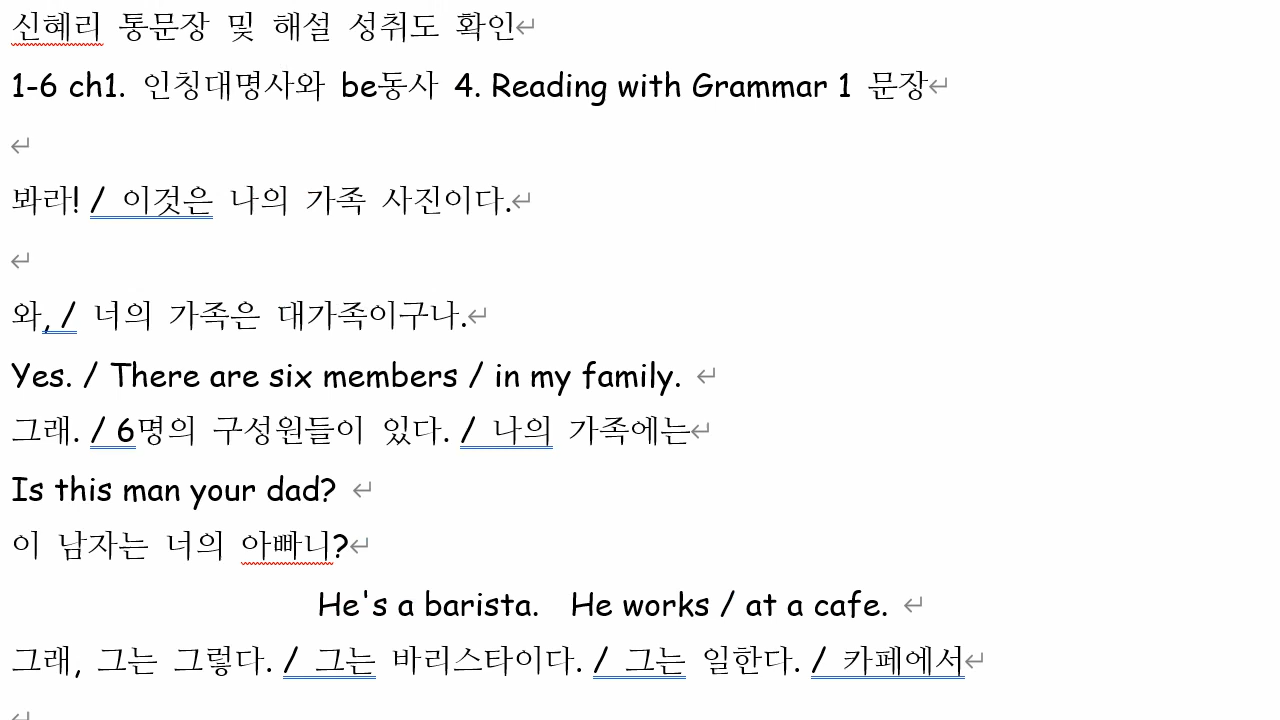 신혜리 통문장 및 해설 성취도 확인
1-6 ch1. 인칭대명사와 be동사 4. Reading with Grammar 1 문장
봐라! / 이것은 나의 가족 사진이다.
와, / 너의 가족은 대가족이구나.
Yes. / There are six members / in my family.
그래. / 6명의 구성원들이 있다. / 나의 가족에는
Is this man your dad?
이 남자는 너의 아빠니?
He's a barista. He works / at a cafe.
그래, 그는 그렇다. / 그는 바리스타이다. / 그는 일한다. / 카페에서